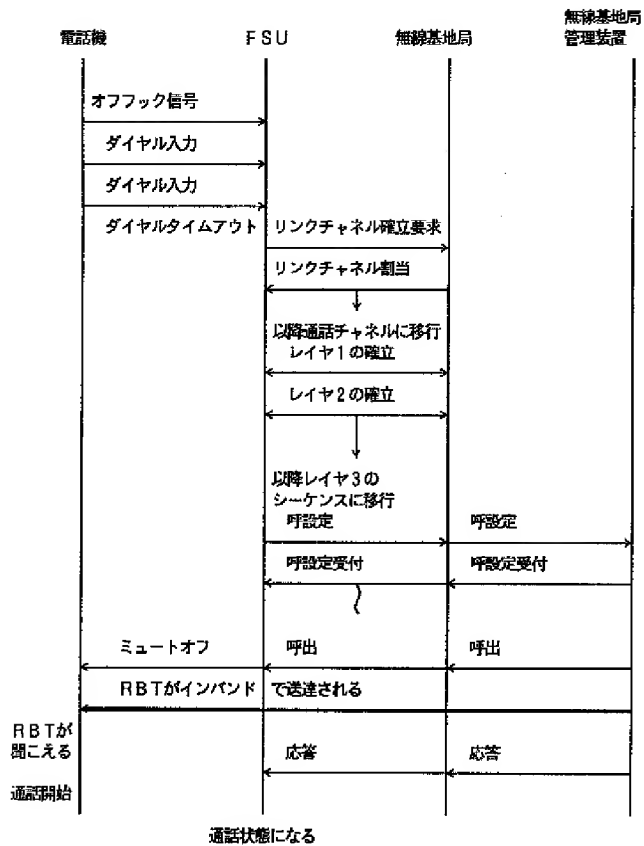 電話機
FSU
無線基地局
無線基地局
管理装置
オフフック信号
ダイヤル入力
ダイヤル入力
ダイヤルタイムアウト
リンクチャネル確立要求
リンクチャネル割当
以降通話チャネルに移行
レイヤ1の確立
レイヤ2の確立
以降レイヤ3の
シーケンスに移行
呼設定
呼設定
呼設定受付
呼設定受付
ミュートオフ
呼出
呼出
RBTがインバンドで送達される
RBTが
聞こえる
応答
応答
通話開始
通話状態になる